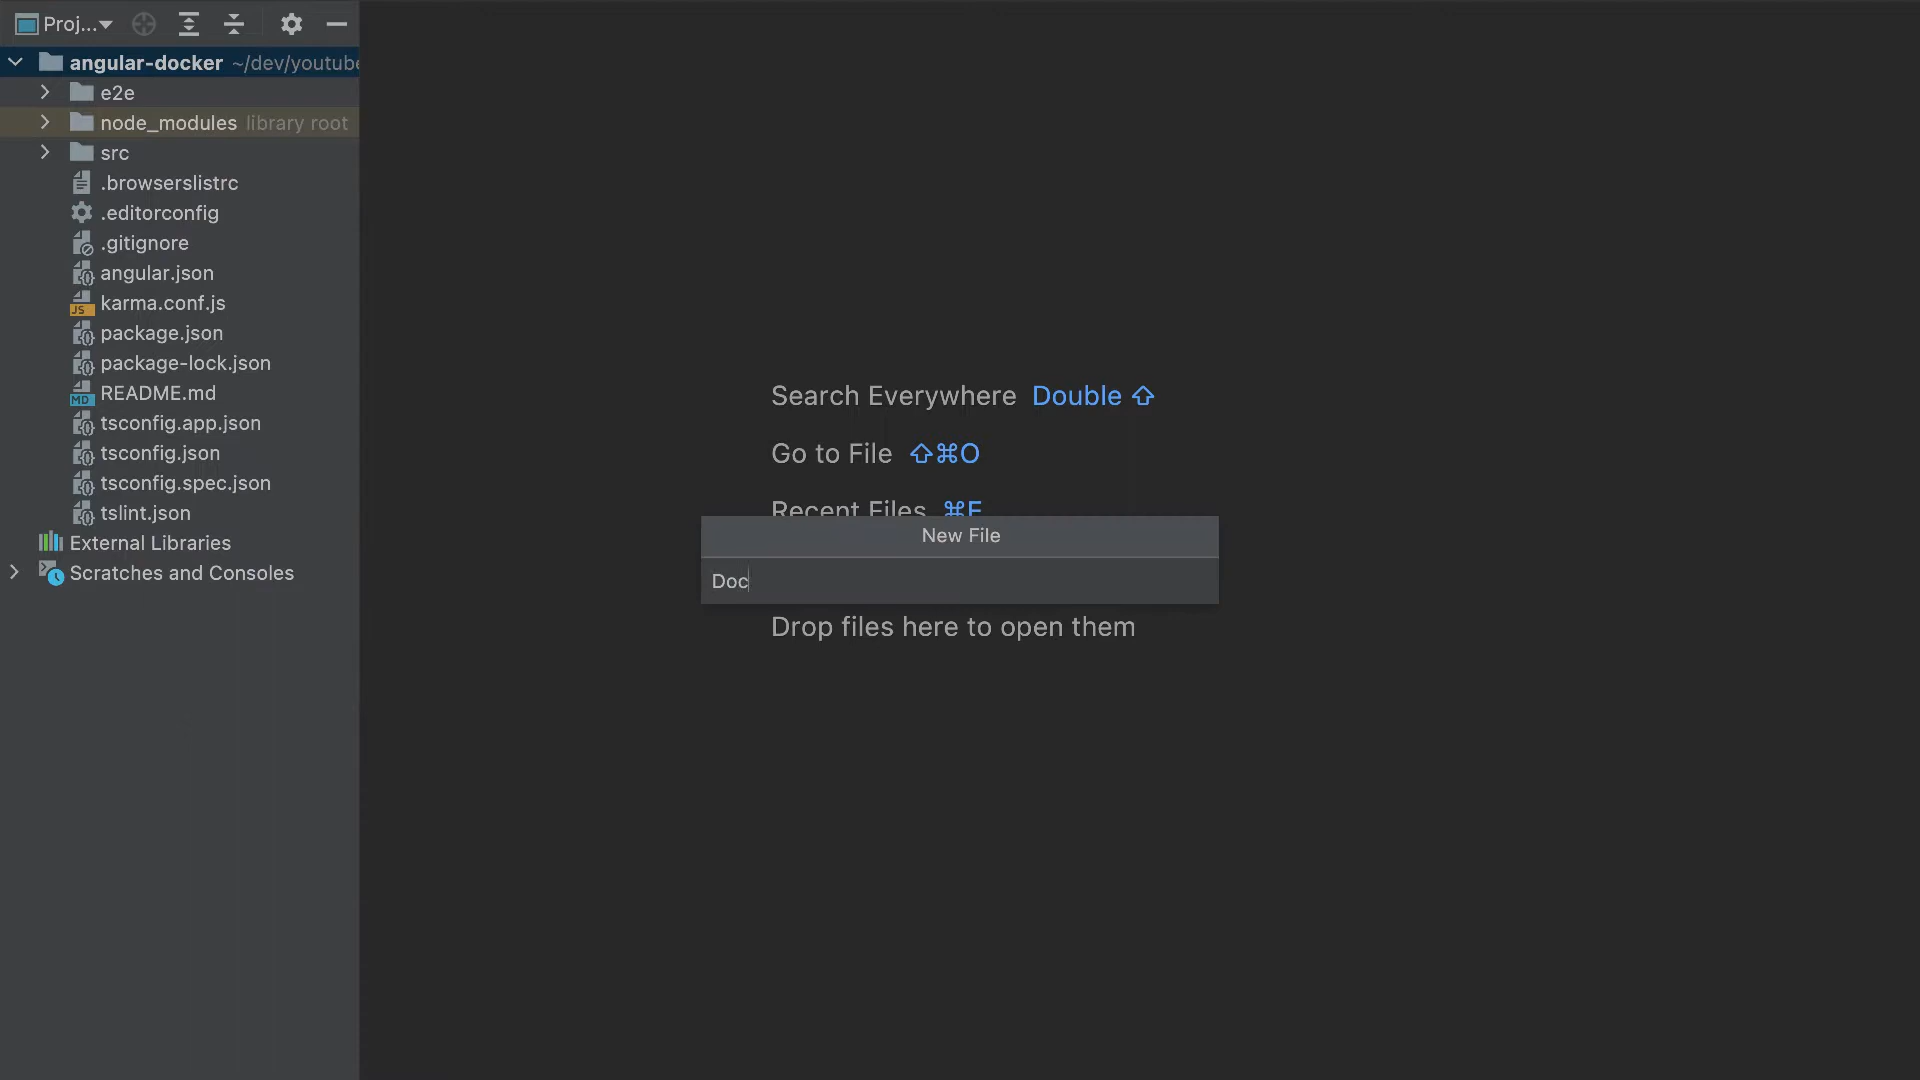 Proj...
angular-docker ~/dev/youtube
e2e
node_modules library root
src
.browserslistrc
.editorconfig
.gitignore
angular.json
JS karma.conf.js
package.json
package-lock.json
MD README.md
tsconfig.app.json
tsconfig.json
tsconfig.spec.json
tslint.json
External Libraries
Scratches and Consoles
Search Everywhere Double ⇧
Go to File ⇧⌘O
Recent Files ⌘E
New File
Doc
Drop files here to open them